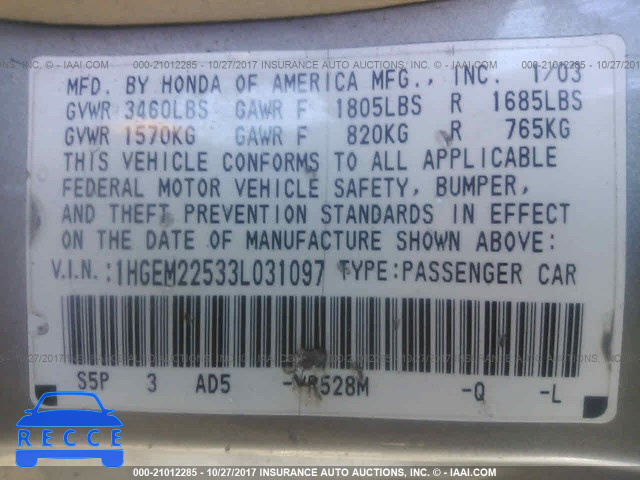 © - IAAI.COM 000-21012285 - 10/27/2017 INSURANCE AUTO AUCTIONS, INC. - © - IAAI.COM
MFD. BY HONDA OF AMERICA MFG., INC. 1/03
GVWR 3460LBS GAWR F 1805LBS R 1685LBS
GVWR 1570KG GAWR F 820KG R 765KG
THIS VEHICLE CONFORMS TO ALL APPLICABLE
FEDERAL MOTOR VEHICLE SAFETY, BUMPER,
AND THEFT PREVENTION STANDARDS IN EFFECT
ON THE DATE OF MANUFACTURE SHOWN ABOVE:
V.I.N.:1HGEM22533L031097 TYPE:PASSENGER CAR
S5P 3 AD5 -528M -Q -L
RECCE
000-21012285 - 10/27/2017 INSURANCE AUTO AUCTIONS, INC. - © - IAAI.COM